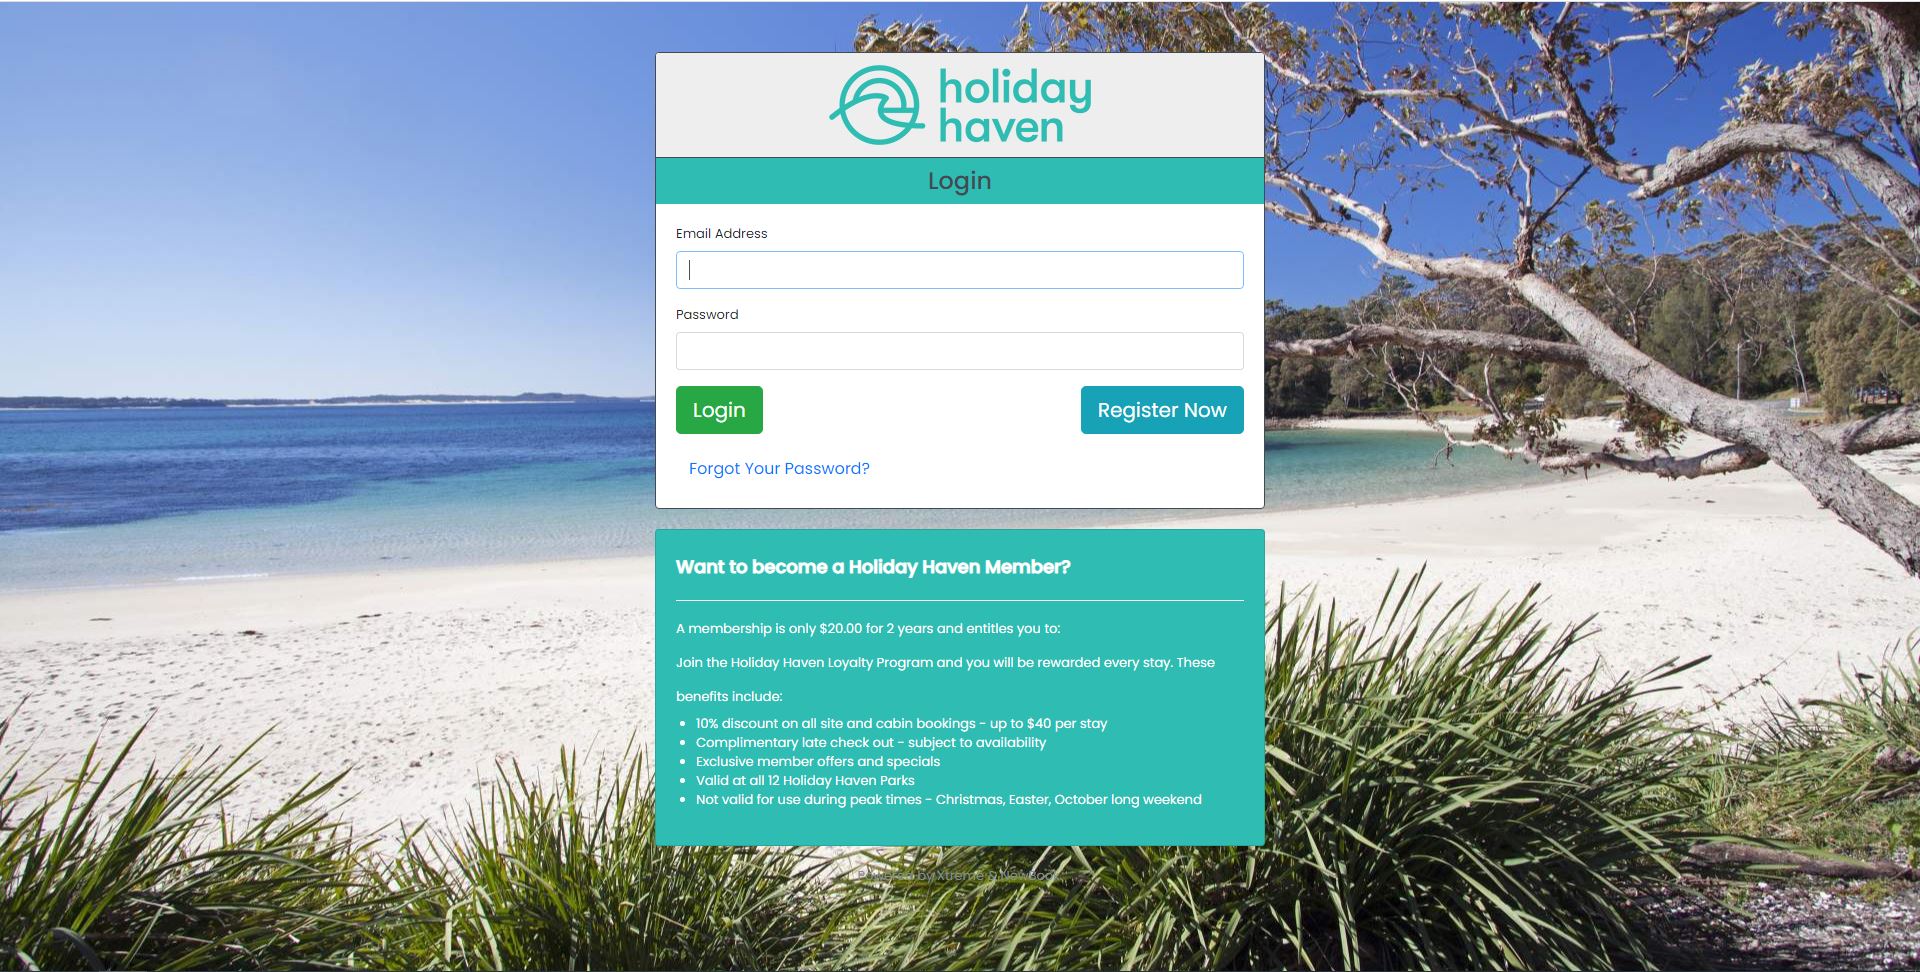 holiday
haven
Login
Email Address
Password
Login
Register Now
Forgot Your Password?
Want to become a Holiday Haven Member?
A membership is only $20.00 for 2 years and entitles you to:
Join the Holiday Haven Loyalty Program and you will be rewarded every stay. These
benefits include:
• 10% discount on all site and cabin bookings - up to $40 per stay
• Complimentary late check out - subject to availability
• Exclusive member offers and specials
• Valid at all 12 Holiday Haven Parks
• Not valid for use during peak times - Christmas, Easter, October long weekend
Powered by Xtreme & NewBook